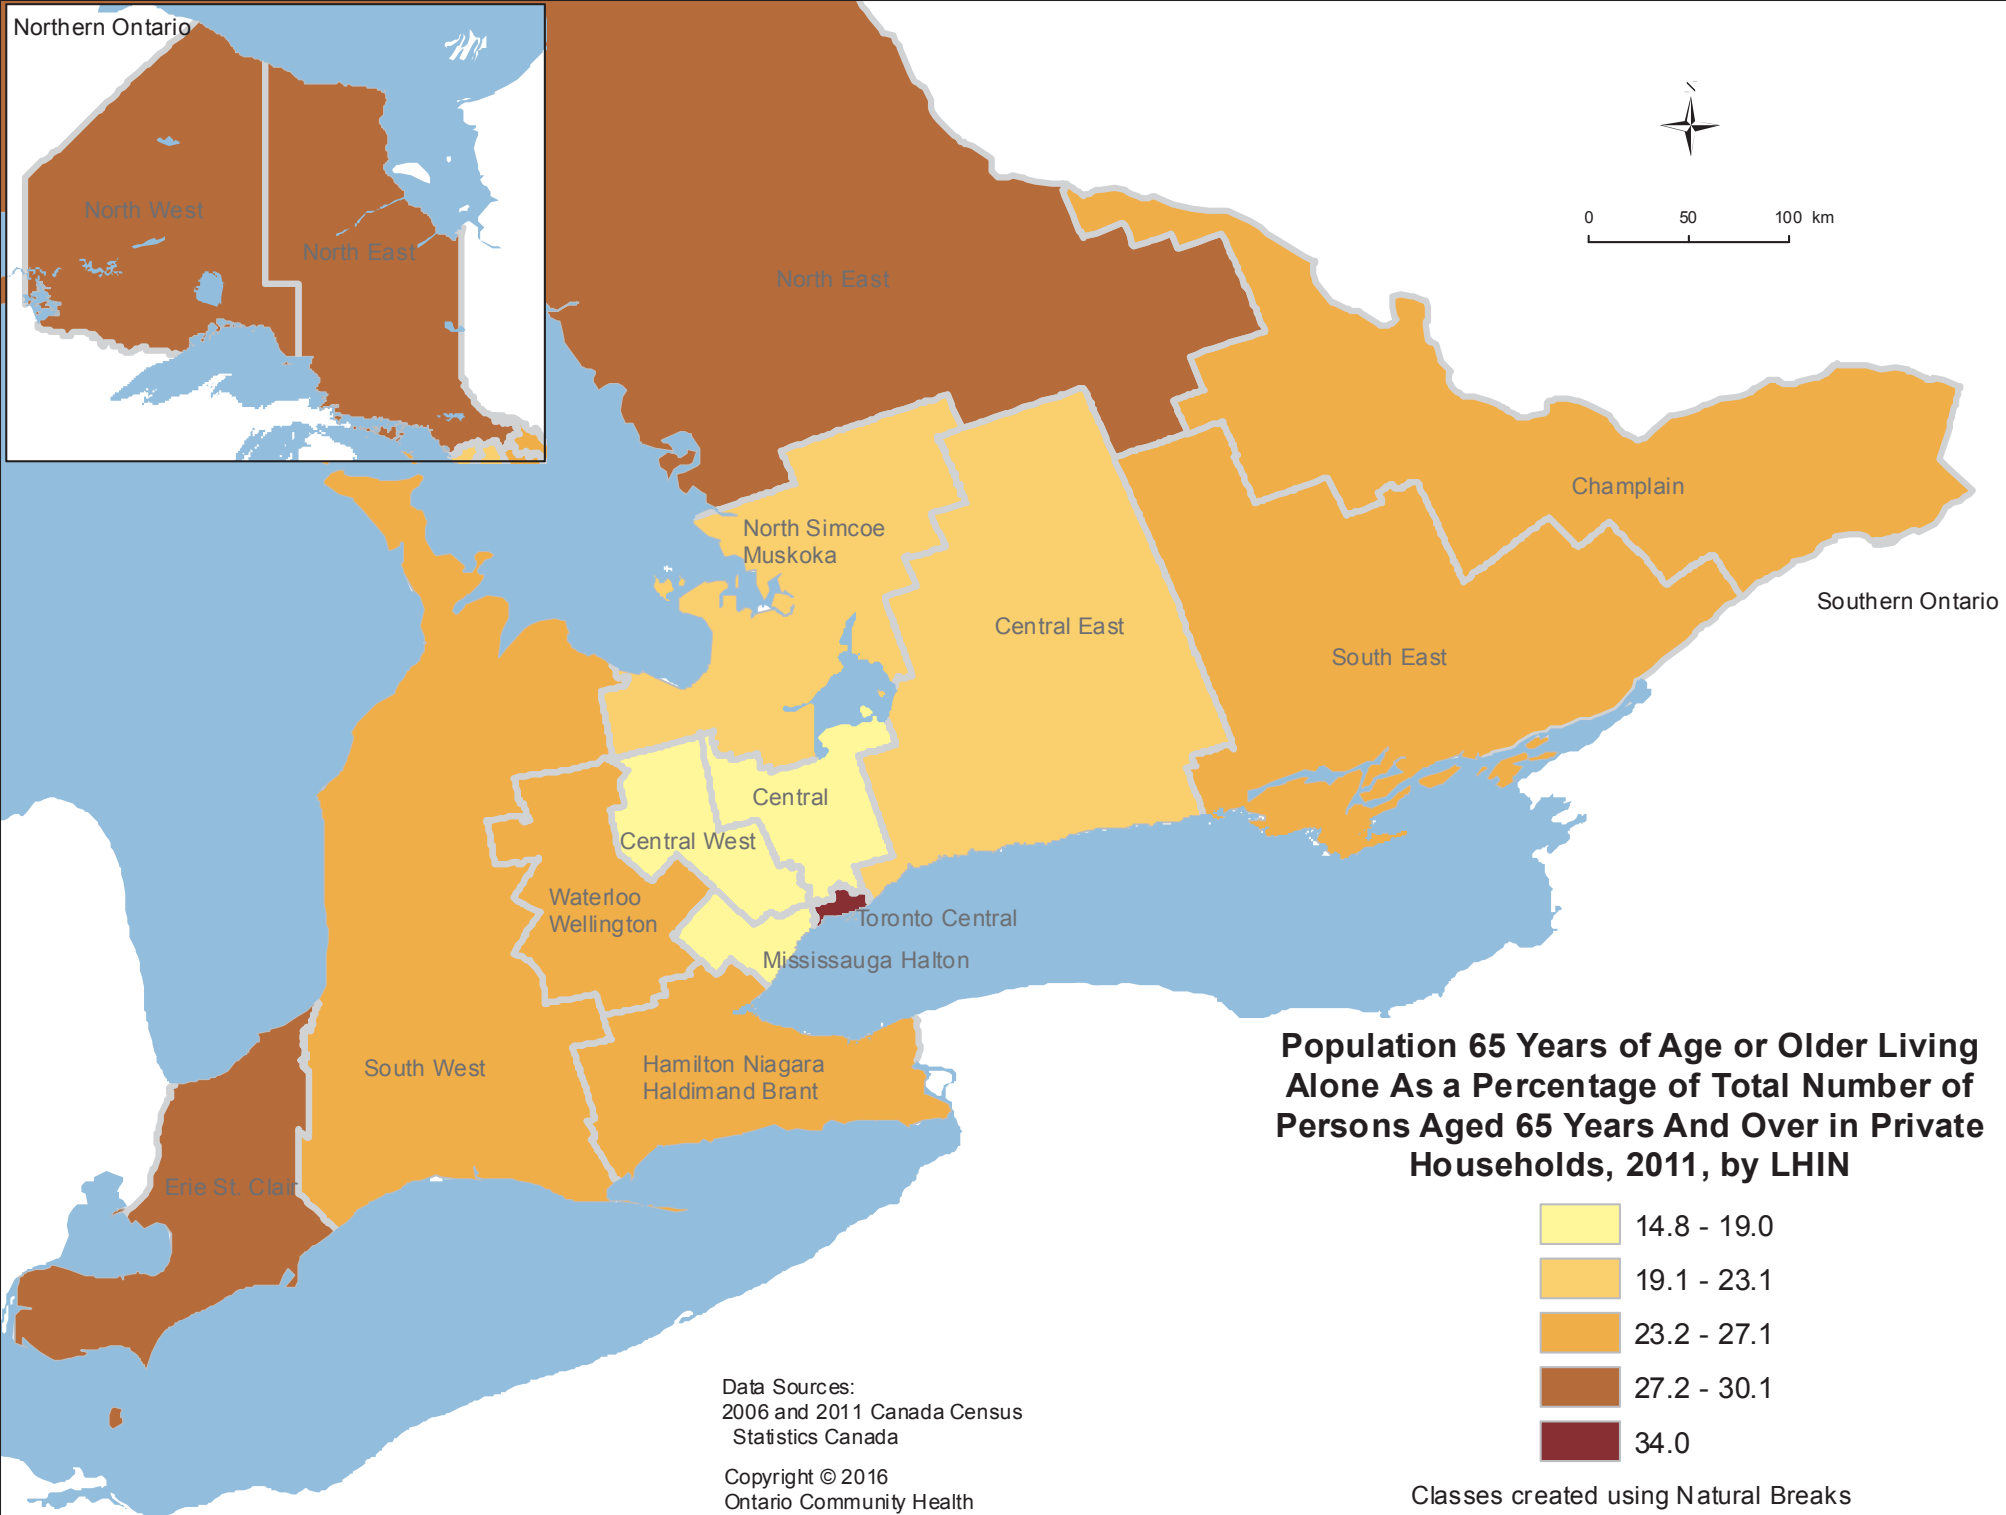 Northern Ontario
North West
North East
North East
N
0 50 100 km
Champlain
North Simcoe
Muskoka
Southern Ontario
Central East
South East
Central
Central West
Waterloo
Wellington
Toronto Central
Mississauga Halton
South West
Hamilton Niagara
Haldimand Brant
Erie St. Clair
Population 65 Years of Age or Older Living
Alone As a Percentage of Total Number of
Persons Aged 65 Years And Over in Private
Households, 2011, by LHIN
14.8 - 19.0
19.1 - 23.1
23.2 - 27.1
27.2 - 30.1
34.0
Classes created using Natural Breaks
Data Sources:
2006 and 2011 Canada Census
Statistics Canada
Copyright © 2016
Ontario Community Health